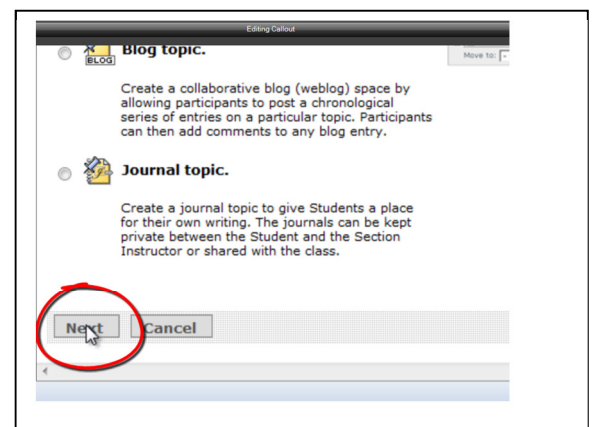 Editing Callout
BLOG
Blog topic.
Move to:
Create a collaborative blog (weblog) space by
allowing participants to post a chronological
series of entries on a particular topic. Participants
can then add comments to any blog entry.
Journal topic.
Create a journal topic to give Students a place
for their own writing. The journals can be kept
private between the Student and the Section
Instructor or shared with the class.
Next Cancel